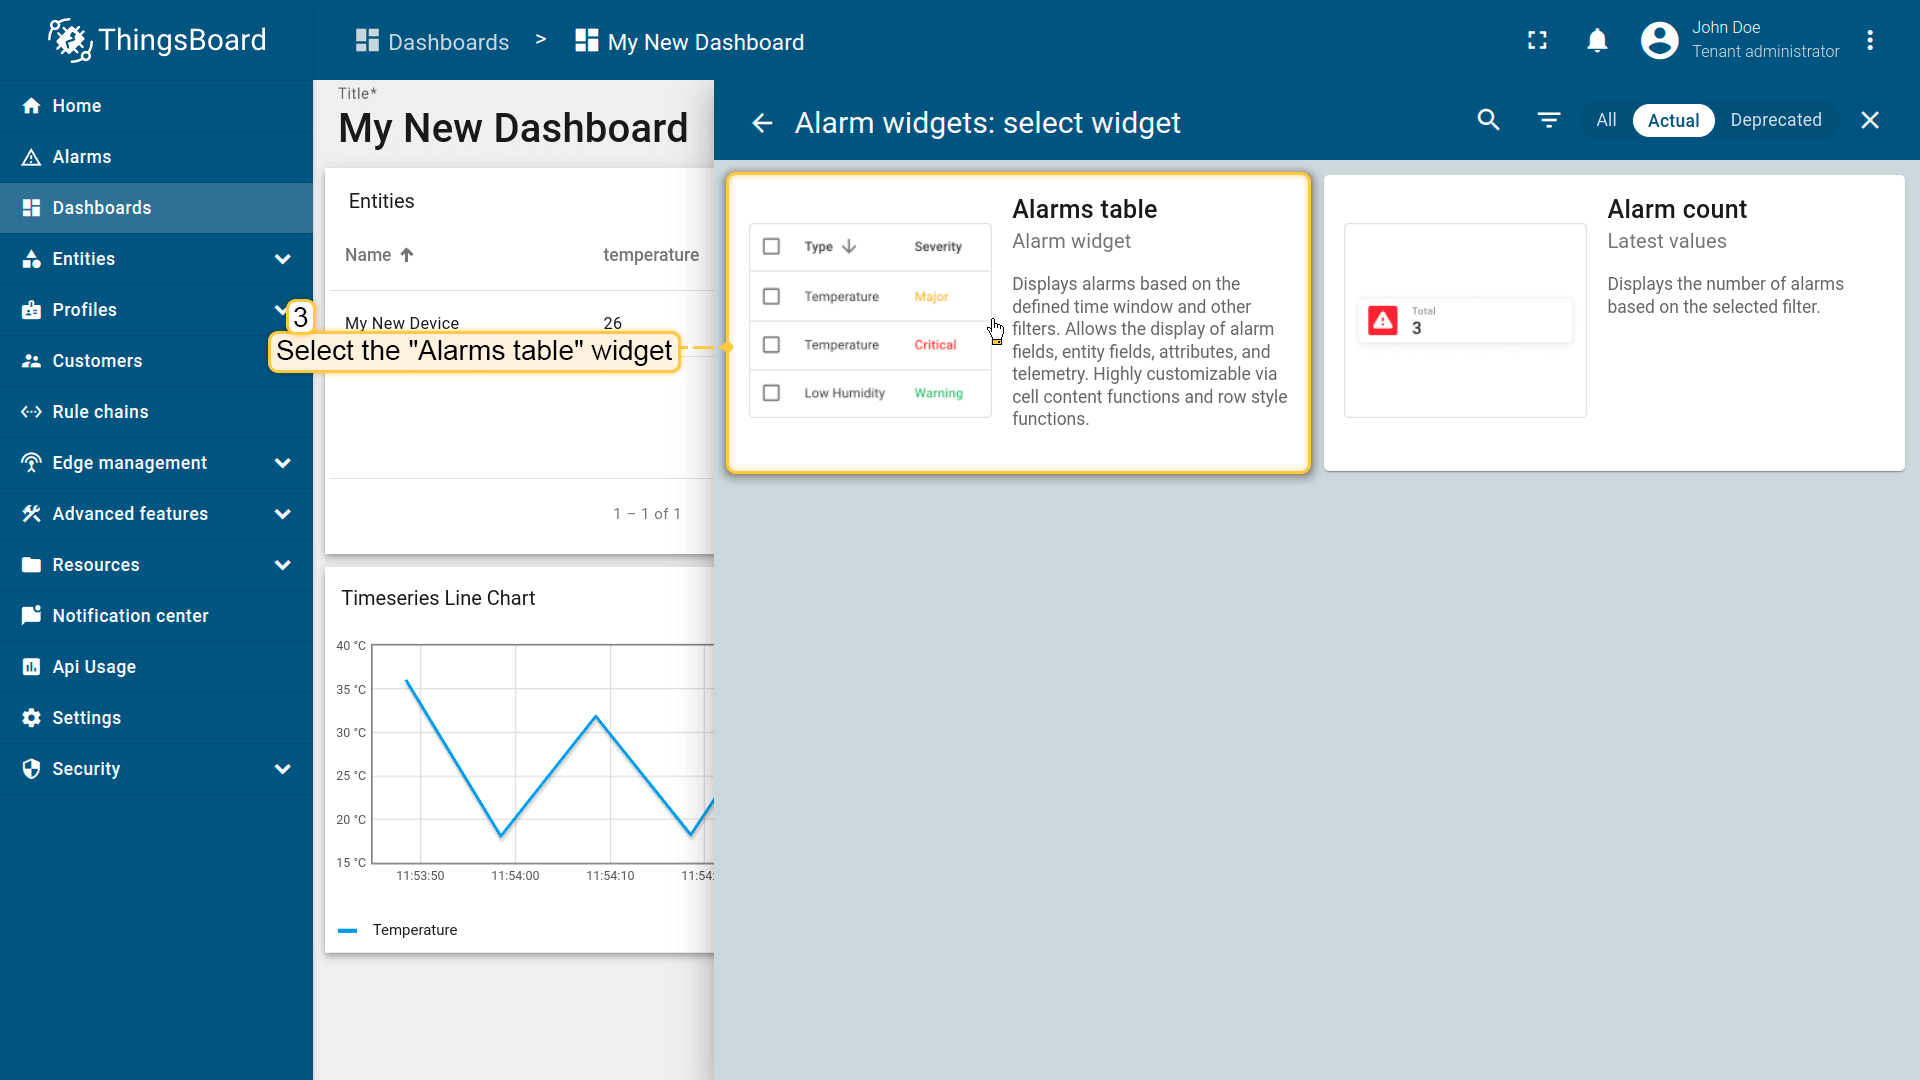 ThingsBoard
Dashboards > My New Dashboard
John Doe
Tenant administrator
Home
Alarms
Dashboards
Entities
Profiles
Customers
Rule chains
Edge management
Advanced features
Resources
Notification center
Api Usage
Settings
Security
Title*
My New Dashboard
Entities
Name temperature
My New Device 26
1 – 1 of 1
3
Select the "Alarms table" widget
Timeseries Line Chart
40 °C
35 °C
30 °C
25 °C
20 °C
15 °C
11:53:50 11:54:00 11:54:10 11:54:
Temperature
Alarm widgets: select widget
All Actual Deprecated
Type Severity
Temperature Major
Temperature Critical
Low Humidity Warning
Alarms table
Alarm widget
Displays alarms based on the
defined time window and other
filters. Allows the display of alarm
fields, entity fields, attributes, and
telemetry. Highly customizable via
cell content functions and row style
functions.
Total
3
Alarm count
Latest values
Displays the number of alarms
based on the selected filter.